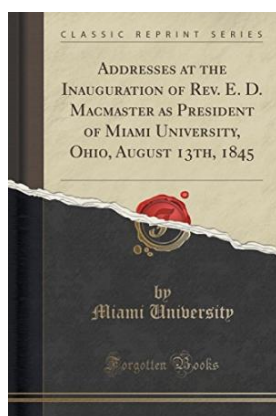 CLASSIC REPRINT SERIES
ADDRESSES AT THE
INAUGURATION OF REV. E. D.
MACMASTER AS PRESIDENT
OF MIAMI UNIVERSITY,
OHIO, AUGUST 13TH, 1845
F
by
Miami University
Forgotten Books